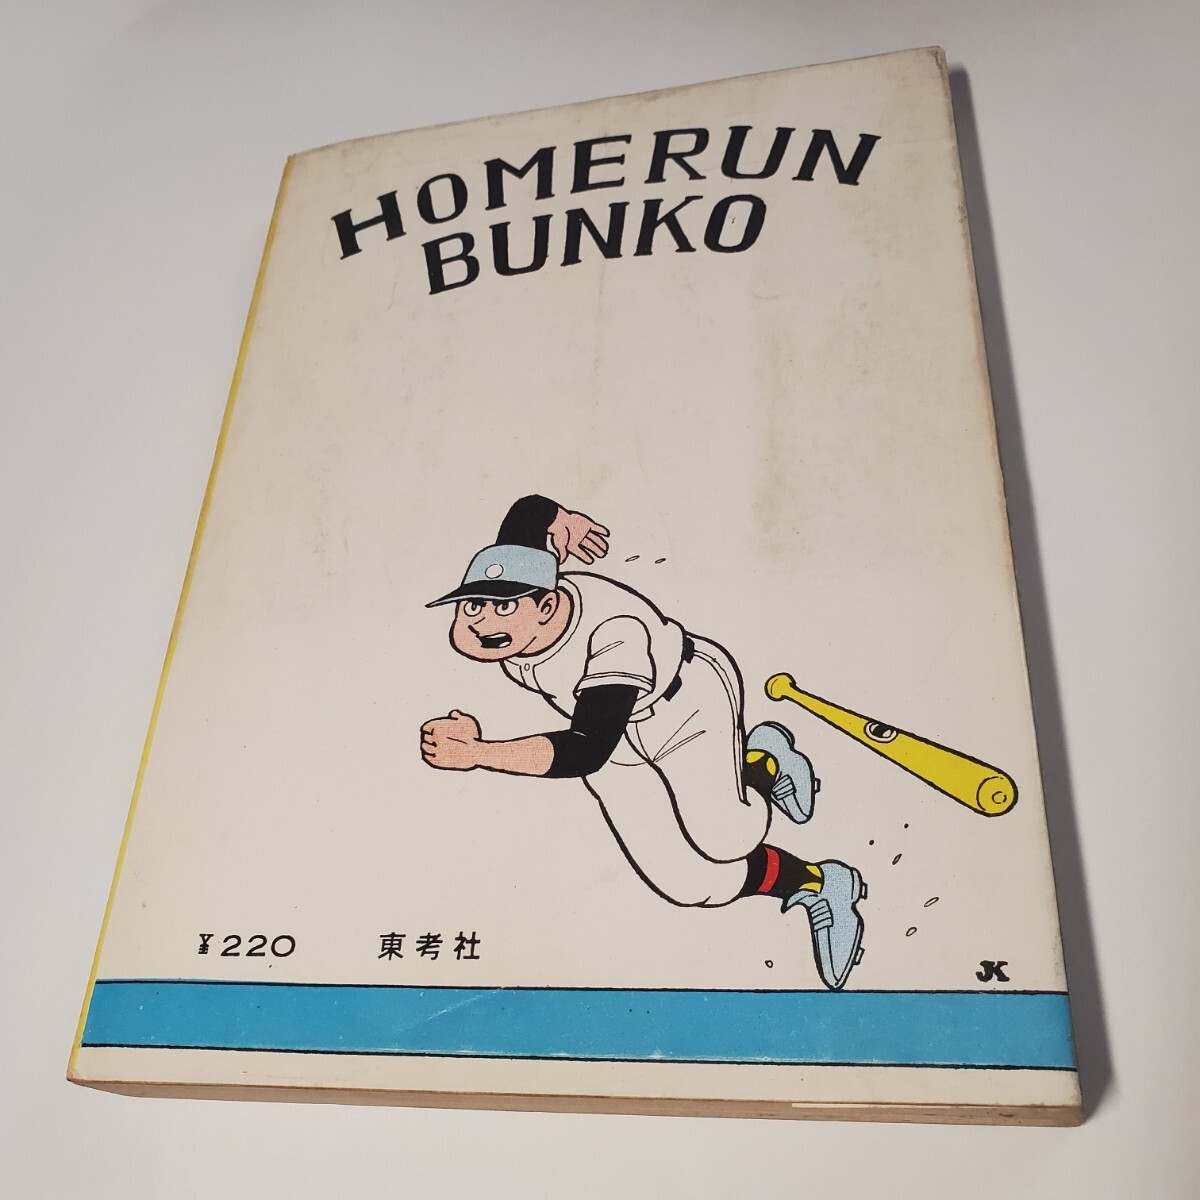 HOMERUN
BUNKO
¥220 東考社
JK